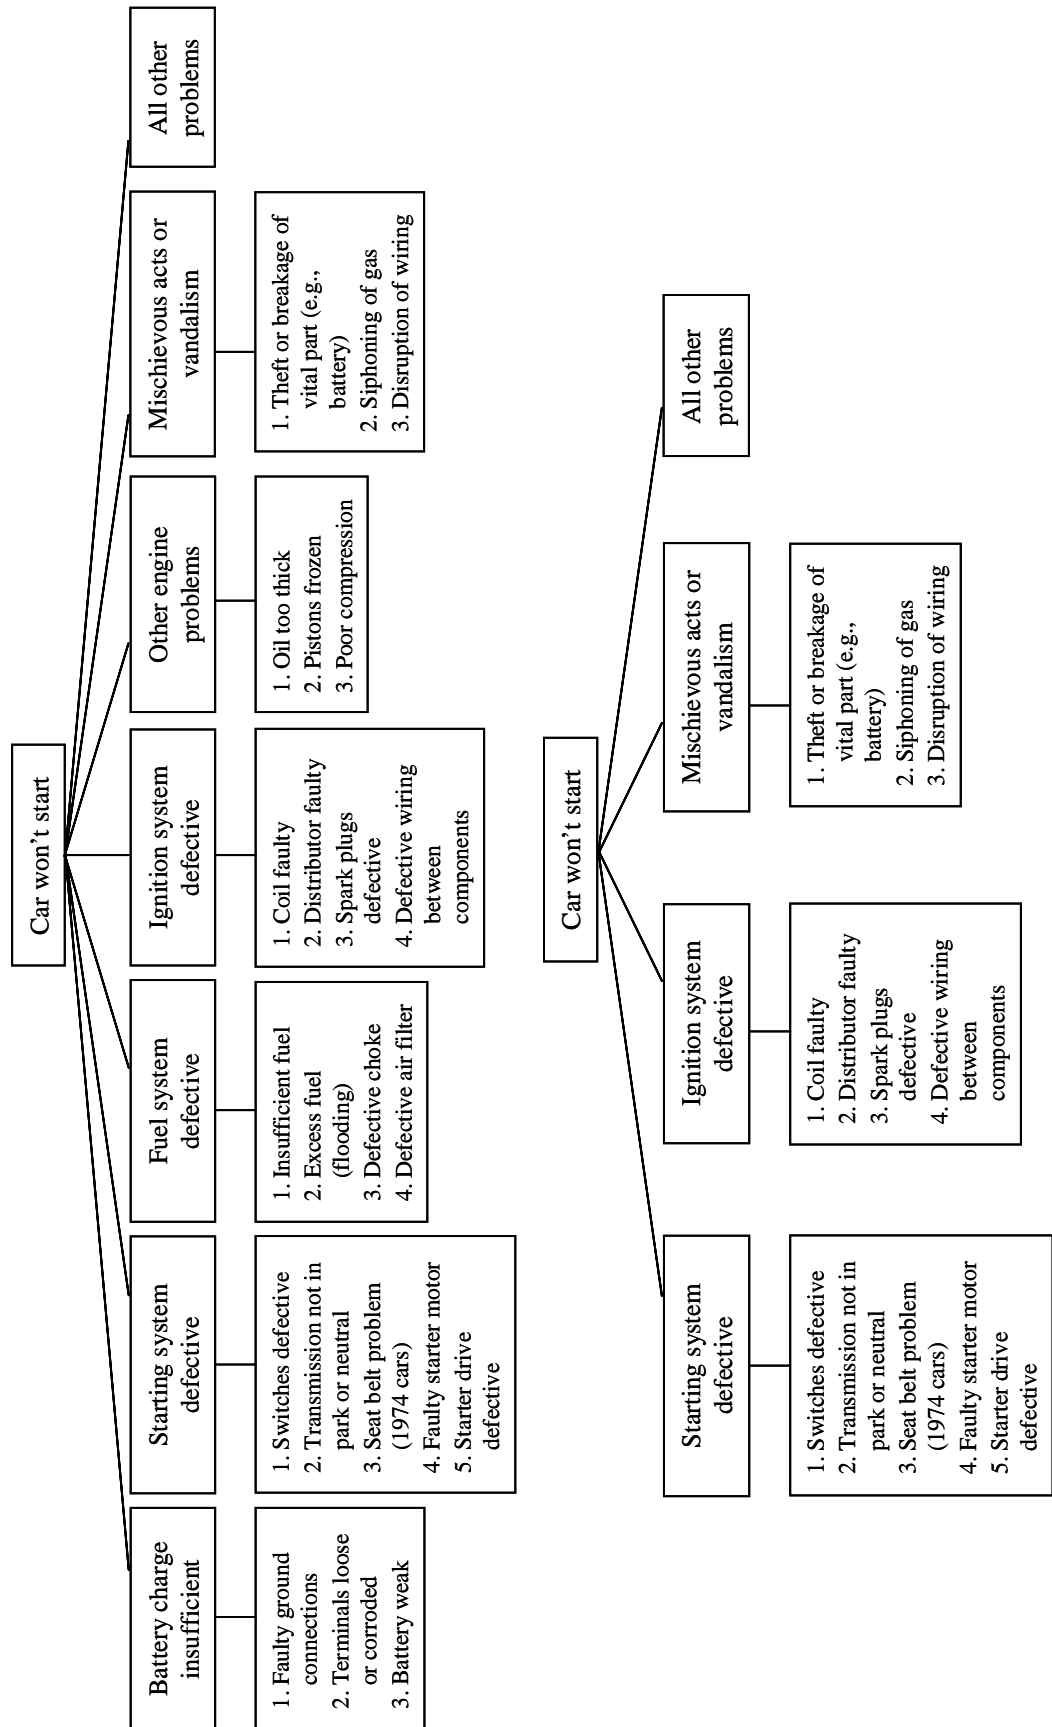 Car won’t start
Battery charge
insufficient
1. Faulty ground
connections
2. Terminals loose
or corroded
3. Battery weak
Starting system
defective
1. Switches defective
2. Transmission not in
park or neutral
3. Seat belt problem
(1974 cars)
4. Faulty starter motor
5. Starter drive
defective
Fuel system
defective
1. Insufficient fuel
2. Excess fuel
(flooding)
3. Defective choke
4. Defective air filter
Ignition system
defective
1. Coil faulty
2. Distributor faulty
3. Spark plugs
defective
4. Defective wiring
between
components
Other engine
problems
1. Oil too thick
2. Pistons frozen
3. Poor compression
Mischievous acts or
vandalism
1. Theft or breakage of
vital part (e.g.,
battery)
2. Siphoning of gas
3. Disruption of wiring
All other
problems
Car won’t start
Starting system
defective
1. Switches defective
2. Transmission not in
park or neutral
3. Seat belt problem
(1974 cars)
4. Faulty starter motor
5. Starter drive
defective
Ignition system
defective
1. Coil faulty
2. Distributor faulty
3. Spark plugs
defective
4. Defective wiring
between
components
Mischievous acts or
vandalism
1. Theft or breakage of
vital part (e.g.,
battery)
2. Siphoning of gas
3. Disruption of wiring
All other
problems